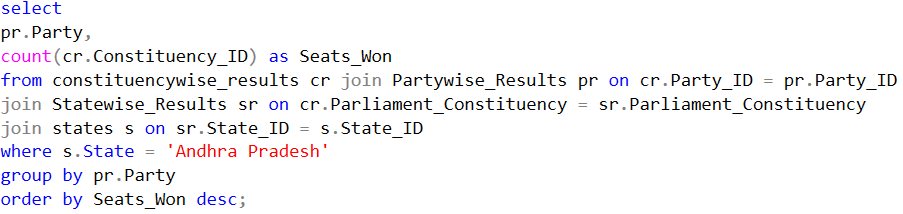 select
pr.Party,
count(cr.Constituency_ID) as Seats_Won
from constituencywise_results cr join Partywise_Results pr on cr.Party_ID = pr.Party_ID
join Statewise_Results sr on cr.Parliament_Constituency = sr.Parliament_Constituency
join states s on sr.State_ID = s.State_ID
where s.State = 'Andhra Pradesh'
group by pr.Party
order by Seats_Won desc;